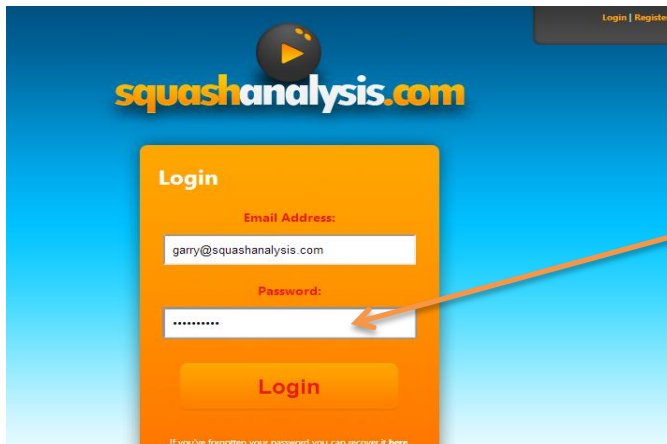 Login | Registe
squashanalysis.com
Login
Email Address:
garry@squashanalysis.com
Password:
••••••••••
Login
If you've forgotten your password you can recover it here